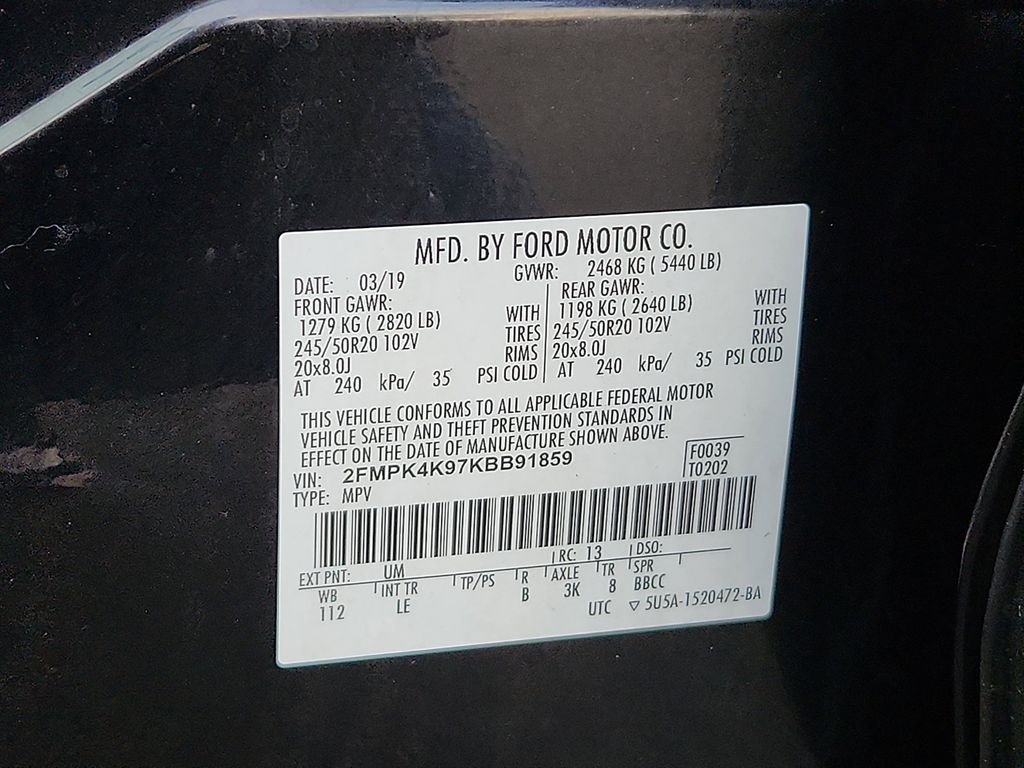 MFD. BY FORD MOTOR CO.
DATE: 03/19 GVWR: 2468 KG ( 5440 LB)
FRONT GAWR: REAR GAWR:
1279 KG ( 2820 LB) WITH 1198 KG ( 2640 LB) WITH
245/50R20 102V TIRES 245/50R20 102V TIRES
20x8.0J RIMS 20x8.0J RIMS
AT 240 kPa/ 35 PSI COLD AT 240 kPa/ 35 PSI COLD
THIS VEHICLE CONFORMS TO ALL APPLICABLE FEDERAL MOTOR
VEHICLE SAFETY AND THEFT PREVENTION STANDARDS IN
EFFECT ON THE DATE OF MANUFACTURE SHOWN ABOVE.
VIN: 2FMPK4K97KBB91859 F0039
TYPE: MPV T0202
EXT PNT: UM RC: 13 DSO:
WB INT TR TP/PS R AXLE TR SPR
112 LE B 3K 8 BBCC
UTC ▽ 5U5A-1520472-BA